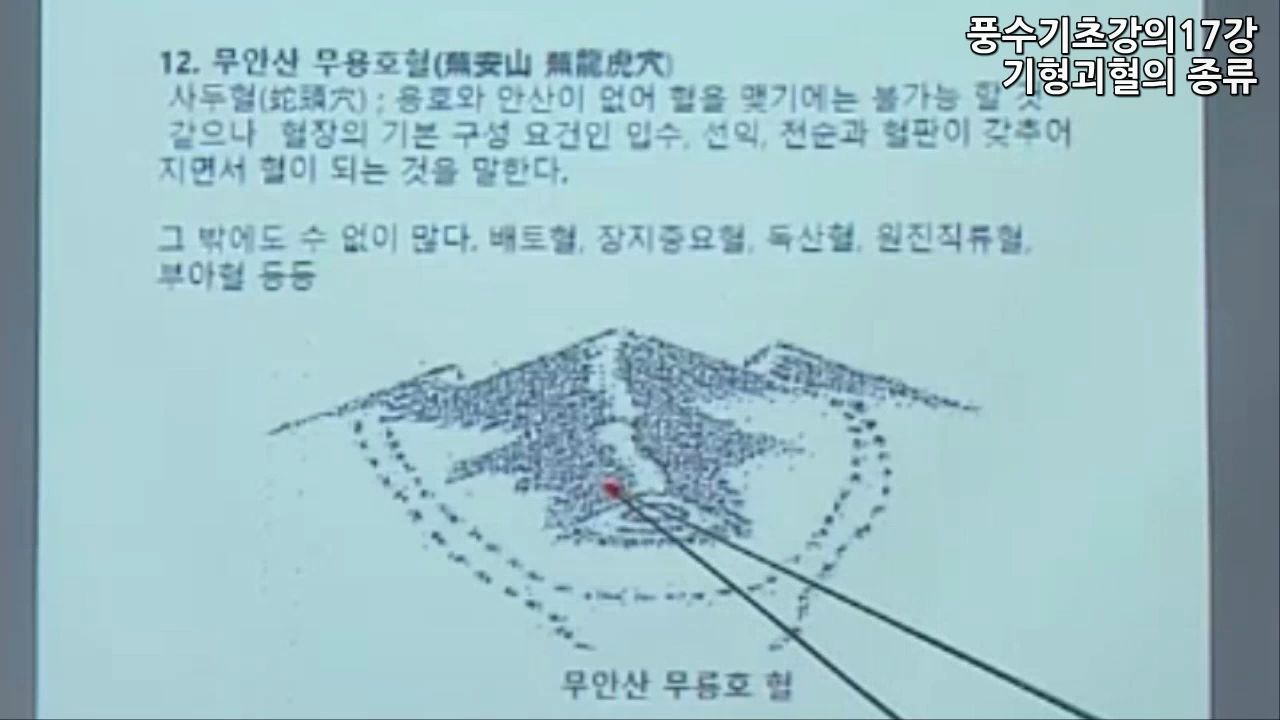 풍수기초강의17강
기형괴혈의 종류
12. 무안산 무용호혈(蕪安山 蕪龍虎穴)
사두혈(蛇頭穴) ; 용호와 안산이 없어 혈을 맺기에는 불가능 할 것
같으나 혈장의 기본 구성 요건인 입수, 선익, 전순과 혈판이 갖추어
지면서 혈이 되는 것을 말한다.
그 밖에도 수 없이 많다. 배토혈, 장지중요혈, 독산혈, 원진직류혈,
부아혈 등등
무안산 무룡호 혈